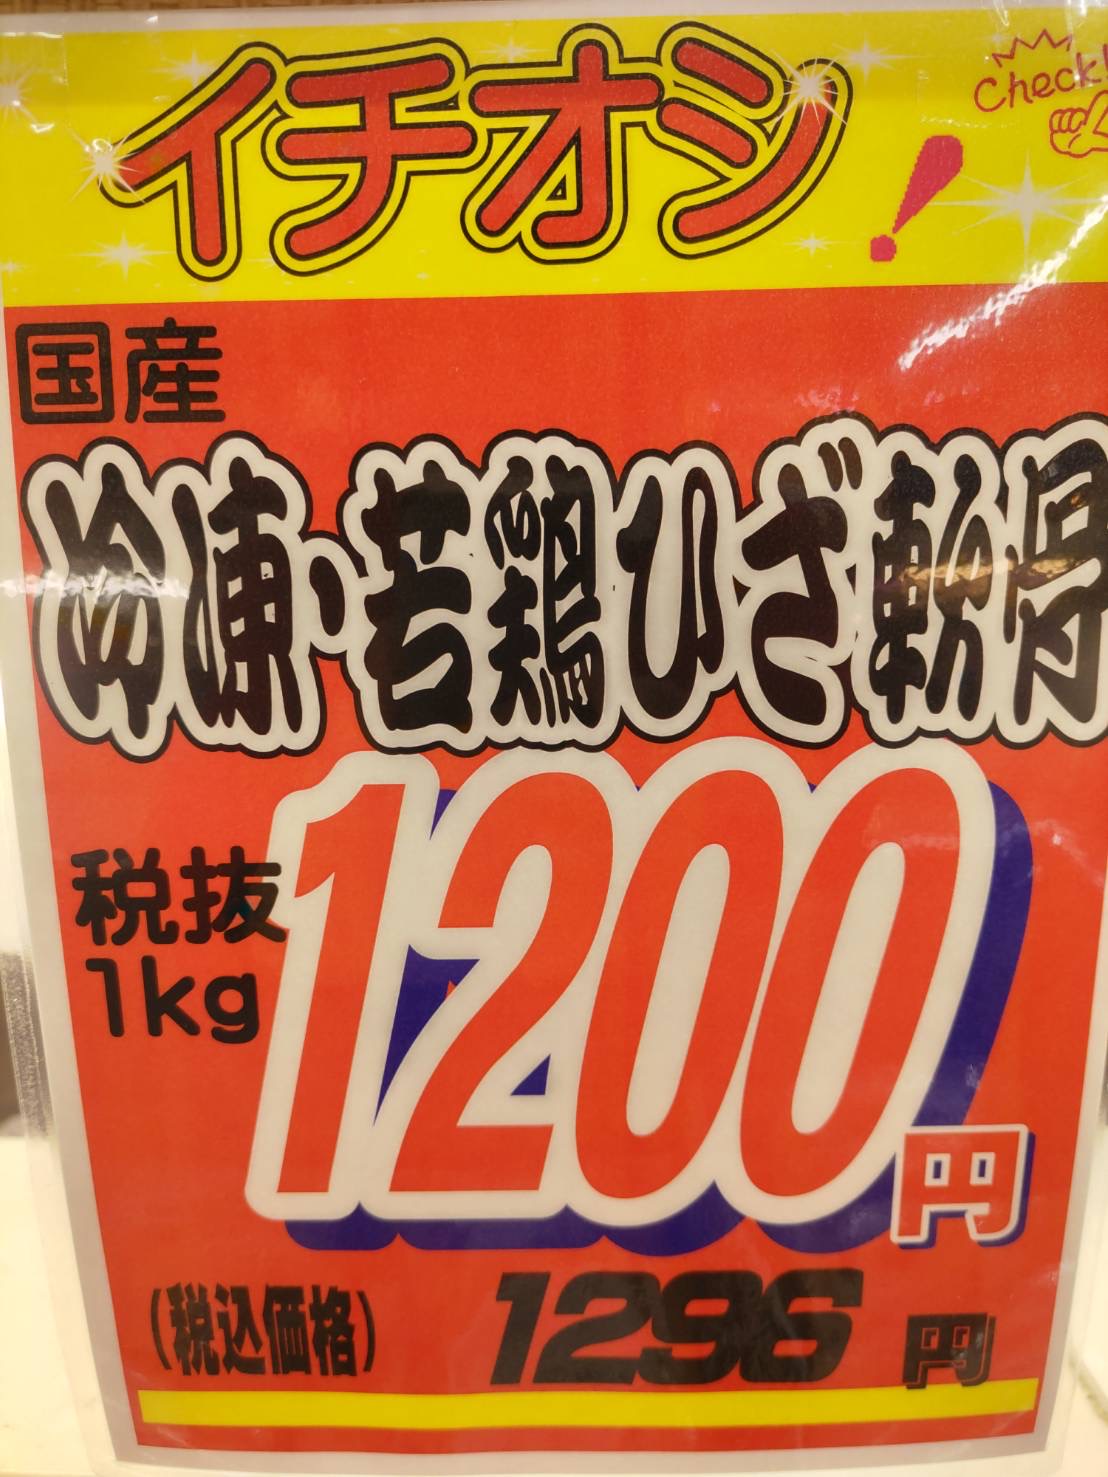 イチオシ！
Check!
国産
冷凍・若鶏ひざ軟骨
税抜
1kg
1200円
(税込価格) 1296円